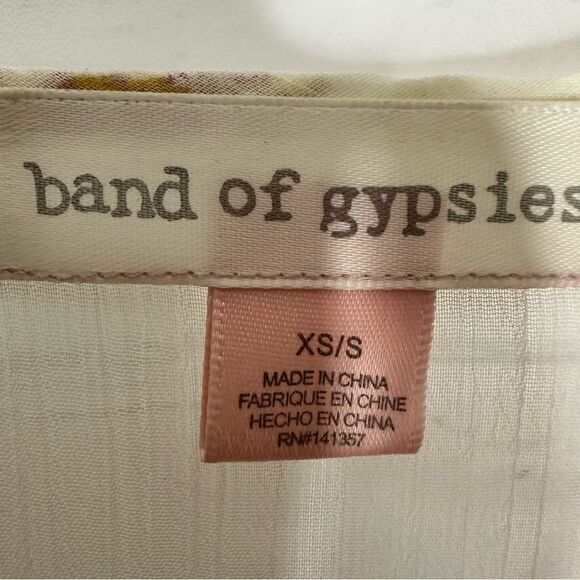 band of gypsies
XS/S
MADE IN CHINA
FABRIQUE EN CHINE
HECHO EN CHINA
RN#141357